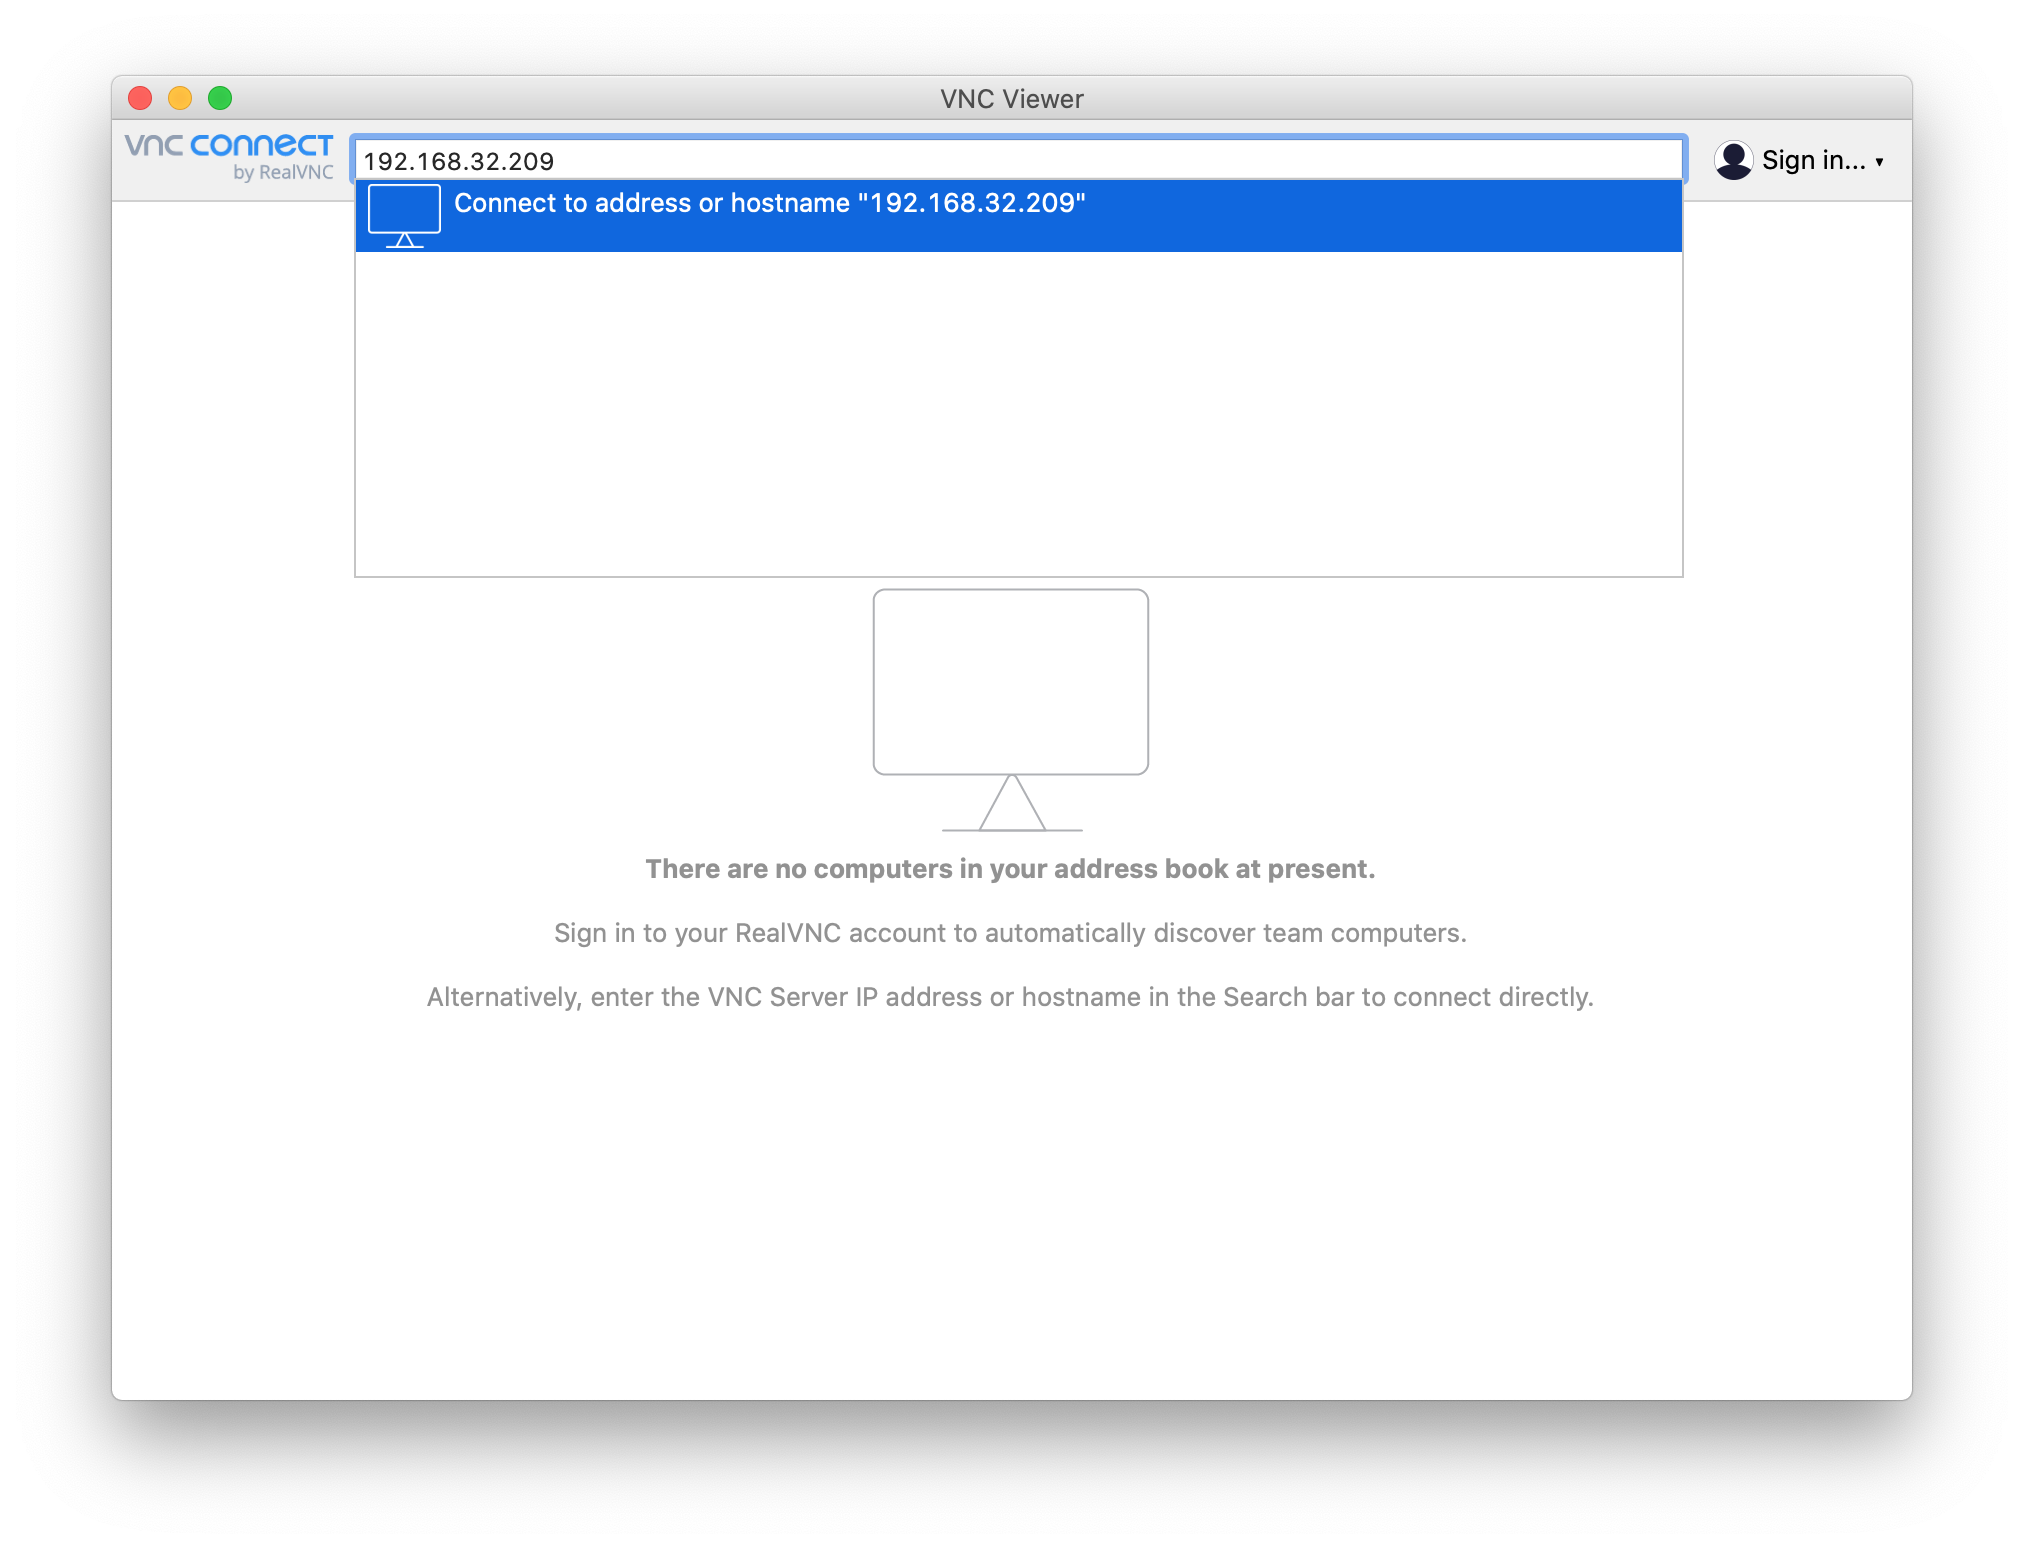 VNC Viewer
vnc connect
by RealVNC
192.168.32.209
Sign in... ▾
Connect to address or hostname "192.168.32.209"
There are no computers in your address book at present.
Sign in to your RealVNC account to automatically discover team computers.
Alternatively, enter the VNC Server IP address or hostname in the Search bar to connect directly.